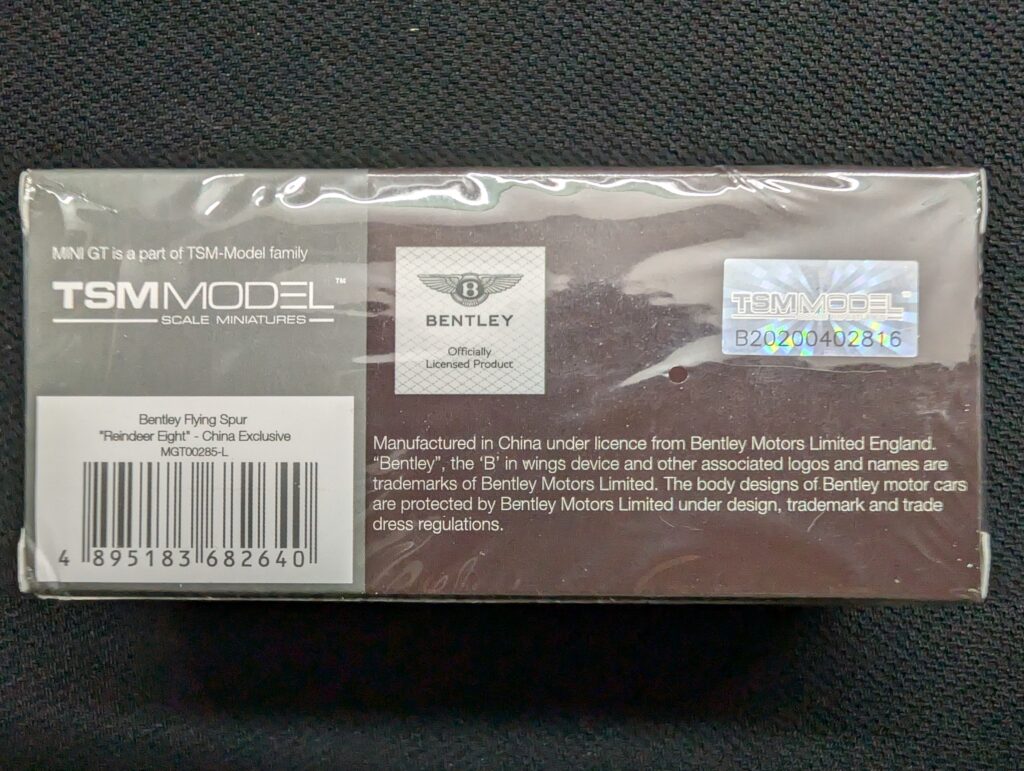 MINI GT is a part of TSM-Model family
TSMMODEL™
SCALE MINIATURES
Bentley Flying Spur
"Reindeer Eight" - China Exclusive
MGT00285-L
4 895183 682640
B
BENTLEY
Officially
Licensed Product
TSMMODEL™
B20200402816
Manufactured in China under licence from Bentley Motors Limited England.
“Bentley”, the ‘B’ in wings device and other associated logos and names are
trademarks of Bentley Motors Limited. The body designs of Bentley motor cars
are protected by Bentley Motors Limited under design, trademark and trade
dress regulations.